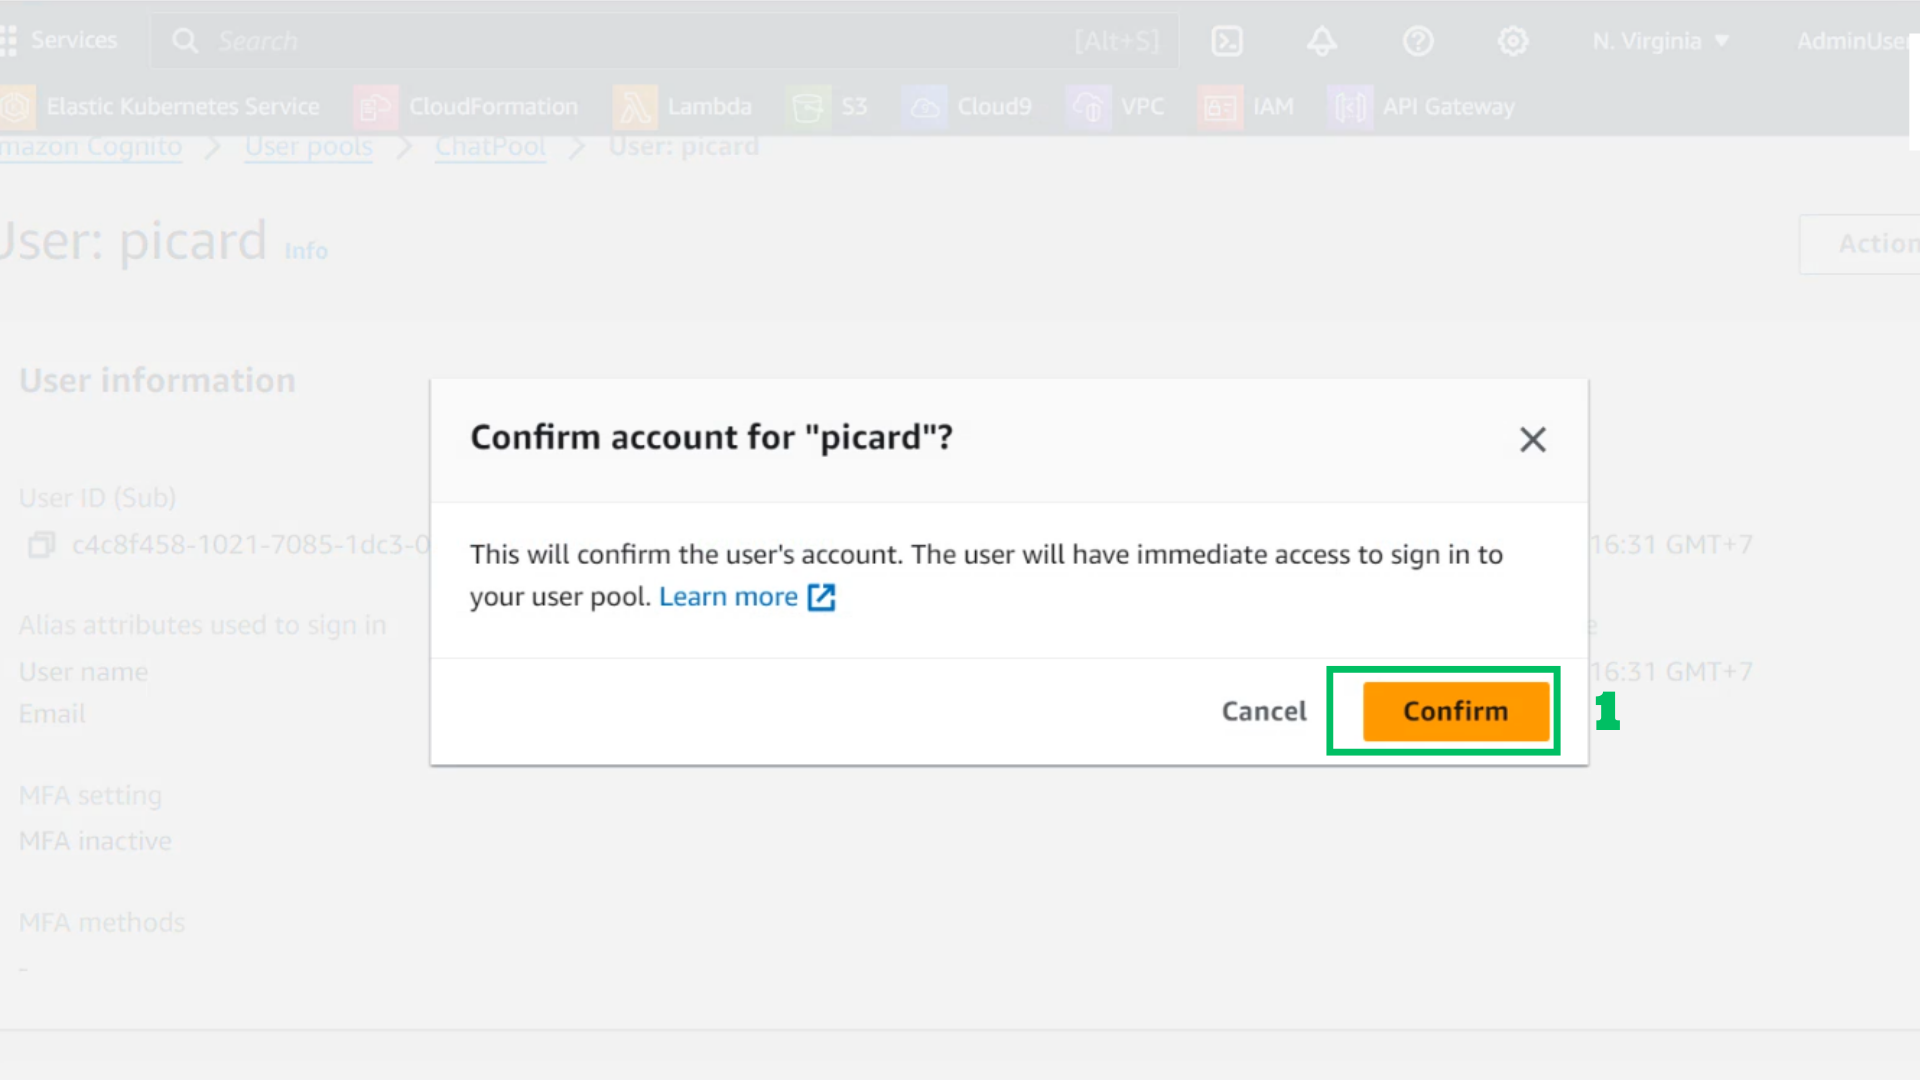 Services
Search
[Alt+S]
N. Virginia
AdminUser
Elastic Kubernetes Service
CloudFormation
Lambda
S3
Cloud9
VPC
IAM
API Gateway
mazon Cognito
User pools
ChatPool
User: picard
User: picard
Info
Action
User information
Confirm account for "picard"?
User ID (Sub)
c4c8f458-1021-7085-1dc3-0
16:31 GMT+7
This will confirm the user's account. The user will have immediate access to sign in to
your user pool. Learn more
Alias attributes used to sign in
e
User name
16:31 GMT+7
Email
Cancel
Confirm
1
MFA setting
MFA inactive
MFA methods
-